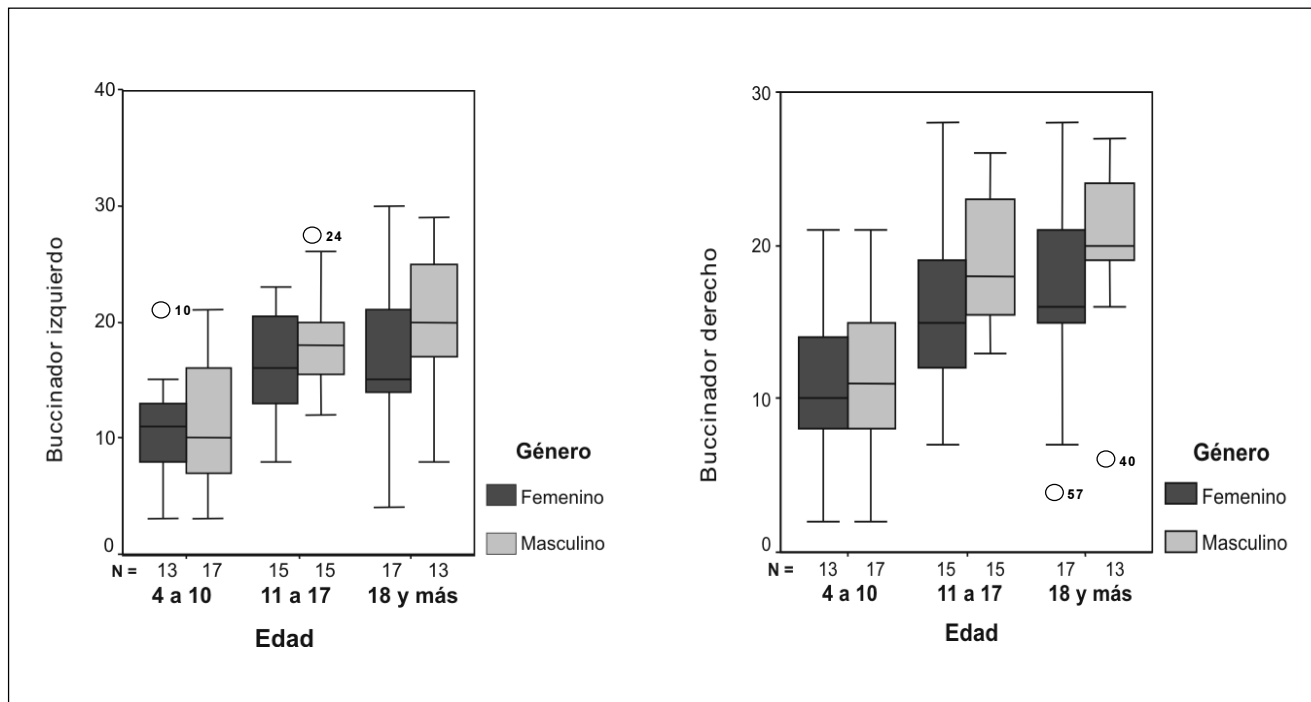 Buccinador izquierdo
40
30
20
10
0
10
24
N = 13 17 15 15 17 13
4 a 10 11 a 17 18 y más
Edad
Género
Femenino
Masculino
Buccinador derecho
30
20
10
0
57
40
N = 13 17 15 15 17 13
4 a 10 11 a 17 18 y más
Edad
Género
Femenino
Masculino